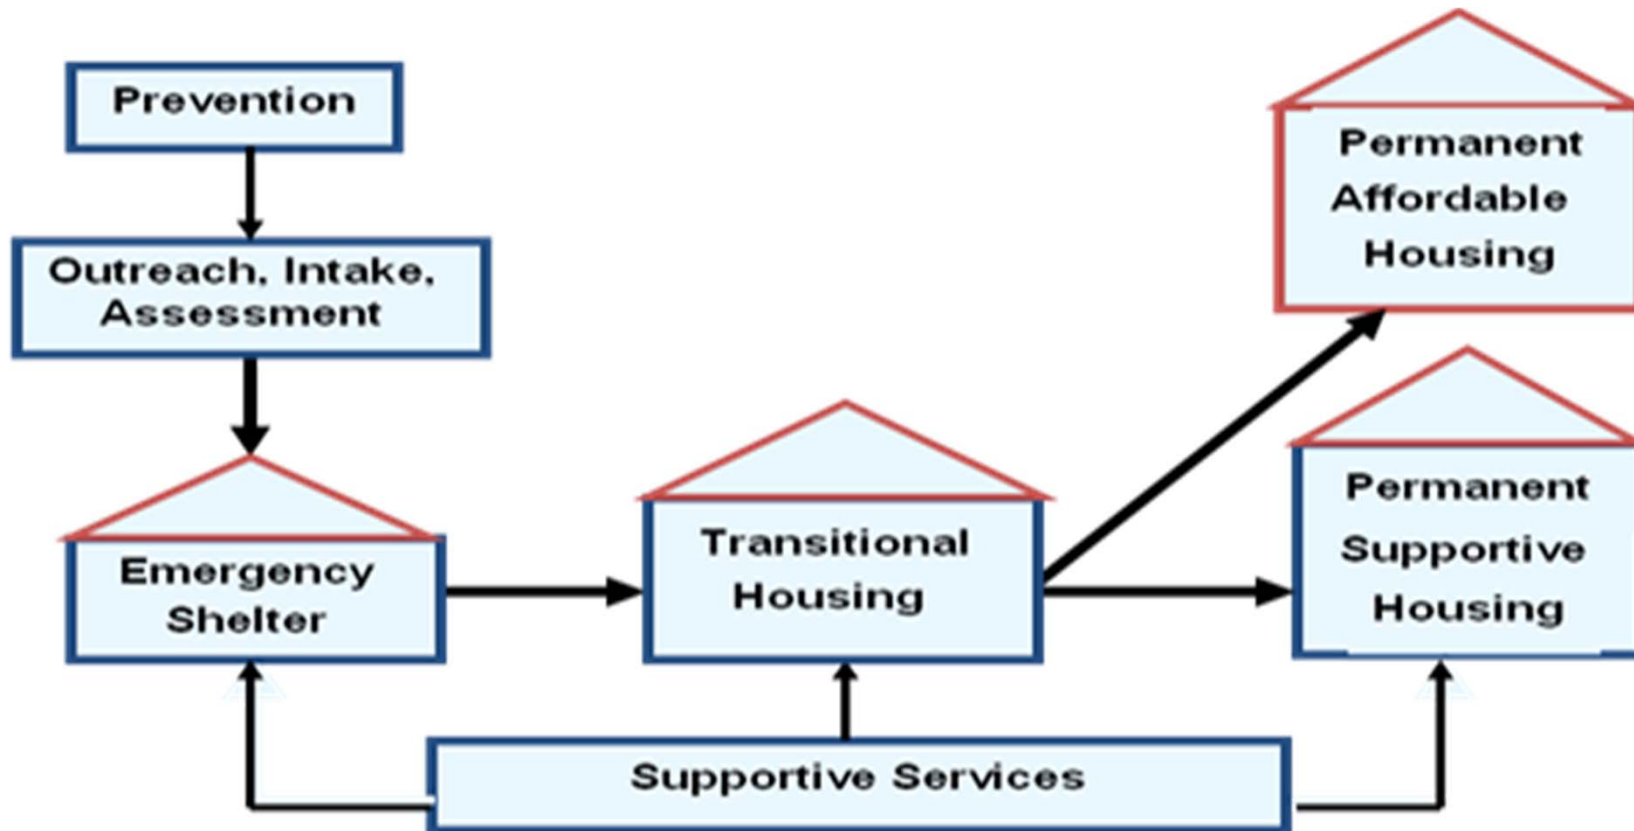 Prevention
Outreach, Intake,
Assessment
Emergency
Shelter
Transitional
Housing
Permanent
Affordable
Housing
Permanent
Supportive
Housing
Supportive Services